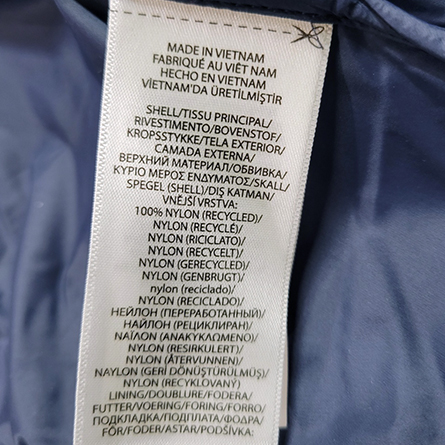 MADE IN VIETNAM
FABRIQUÉ AU VIÊT NAM
HECHO EN VIETNAM
VİETNAM'DA ÜRETİLMİŞTİR
SHELL/TISSU PRINCIPAL/
RIVESTIMENTO/BOVENSTOF/
KROPSSTYKKE/TELA EXTERIOR/
CAMADA EXTERNA/
ВЕРХНИЙ МАТЕРИАЛ/ОБВИВКА/
ΚΥΡΙΟ ΜΕΡΟΣ ΕΝΔΥΜΑΤΟΣ/SKALL/
SPEGEL (SHELL)/DIŞ KATMAN/
VNĚJŠÍ VRSTVA:
100% NYLON (RECYCLED)/
NYLON (RECYCLÉ)/
NYLON (RICICLATO)/
NYLON (RECYCELT)/
NYLON (GERECYCLED)/
NYLON (GENBRUGT)/
nylon (reciclado)/
NYLON (RECICLADO)/
НЕЙЛОН (ПЕРЕРАБОТАННЫЙ)/
НАЙЛОН (РЕЦИКЛИРАН)/
ΝΑΪΛΟΝ (ΑΝΑΚΥΚΛΩΜΕΝΟ)/
NYLON (RESIRKULERT)/
NYLON (ÅTERVUNNEN)/
NAYLON (GERİ DÖNÜŞTÜRÜLMÜŞ)/
NYLON (RECYKLOVANÝ)
LINING/DOUBLURE/FODERA/
FUTTER/VOERING/FORING/FORRO/
ПОДКЛАДКА/ПОДПЛАТА/ΦΟΔΡΑ/
FÔR/FODER/ASTAR/PODŠÍVKA: